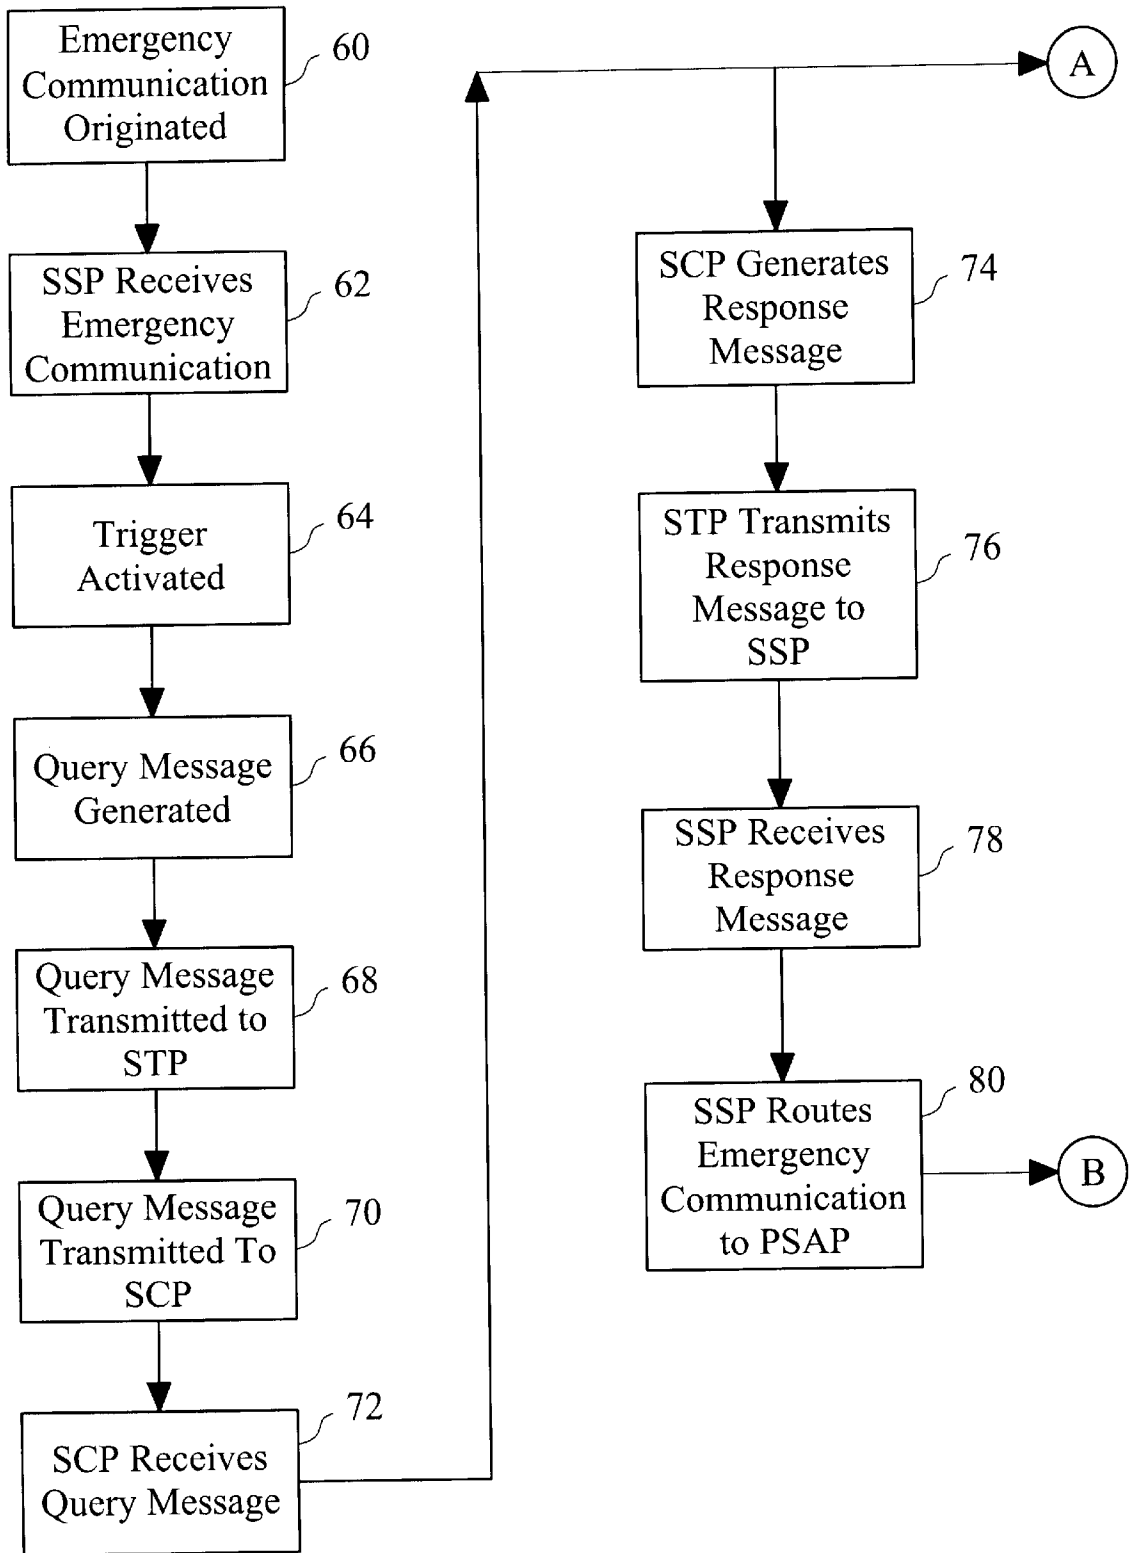 Emergency
Communication
Originated
60
SSP Receives
Emergency
Communication
62
Trigger
Activated
64
Query Message
Generated
66
Query Message
Transmitted to
STP
68
Query Message
Transmitted To
SCP
70
SCP Receives
Query Message
72
A
SCP Generates
Response
Message
74
STP Transmits
Response
Message to
SSP
76
SSP Receives
Response
Message
78
SSP Routes
Emergency
Communication
to PSAP
80
B